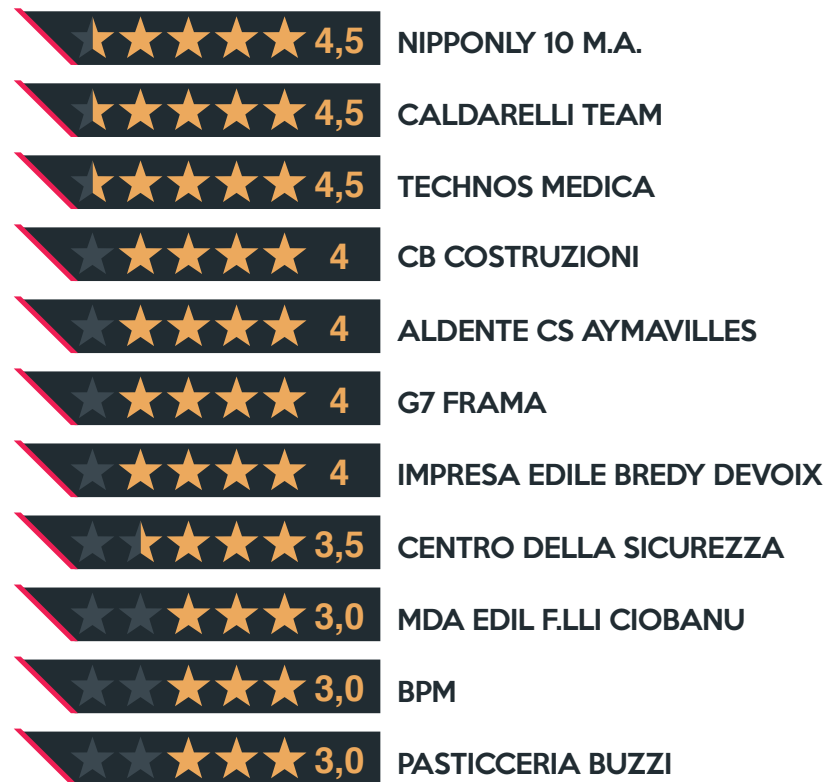 4,5 NIPPONLY 10 M.A.
4,5 CALDARELLI TEAM
4,5 TECHNOS MEDICA
4 CB COSTRUZIONI
4 ALDENTE CS AYMAVILLES
4 G7 FRAMA
4 IMPRESA EDILE BREDY DEVOIX
3,5 CENTRO DELLA SICUREZZA
3,0 MDA EDIL F.LLI CIOBANU
3,0 BPM
3,0 PASTICCERIA BUZZI